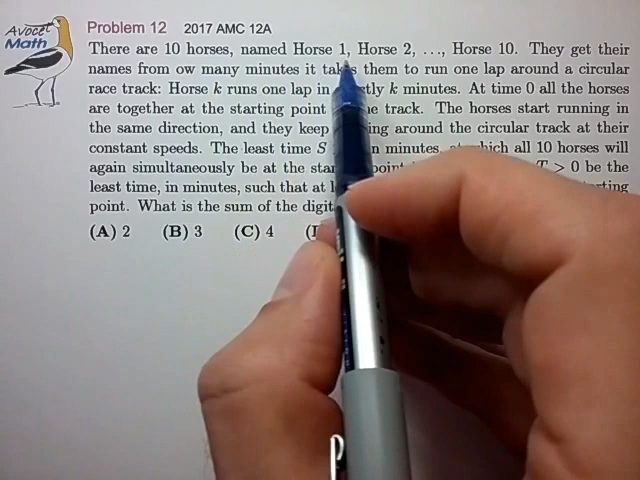 Avocet
Math
Problem 12 2017 AMC 12A
There are 10 horses, named Horse 1, Horse 2, ..., Horse 10. They get their
names from ow many minutes it takes them to run one lap around a circular
race track: Horse k runs one lap in tly k minutes. At time 0 all the horses
are together at the starting point track. The horses start running in
the same direction, and they keep ing around the circular track at their
constant speeds. The least time S in minutes, at which all 10 horses will
again simultaneously be at the star point T > 0 be the
least time, in minutes, such that at rting
point. What is the sum of the digit
(A) 2 (B) 3 (C) 4